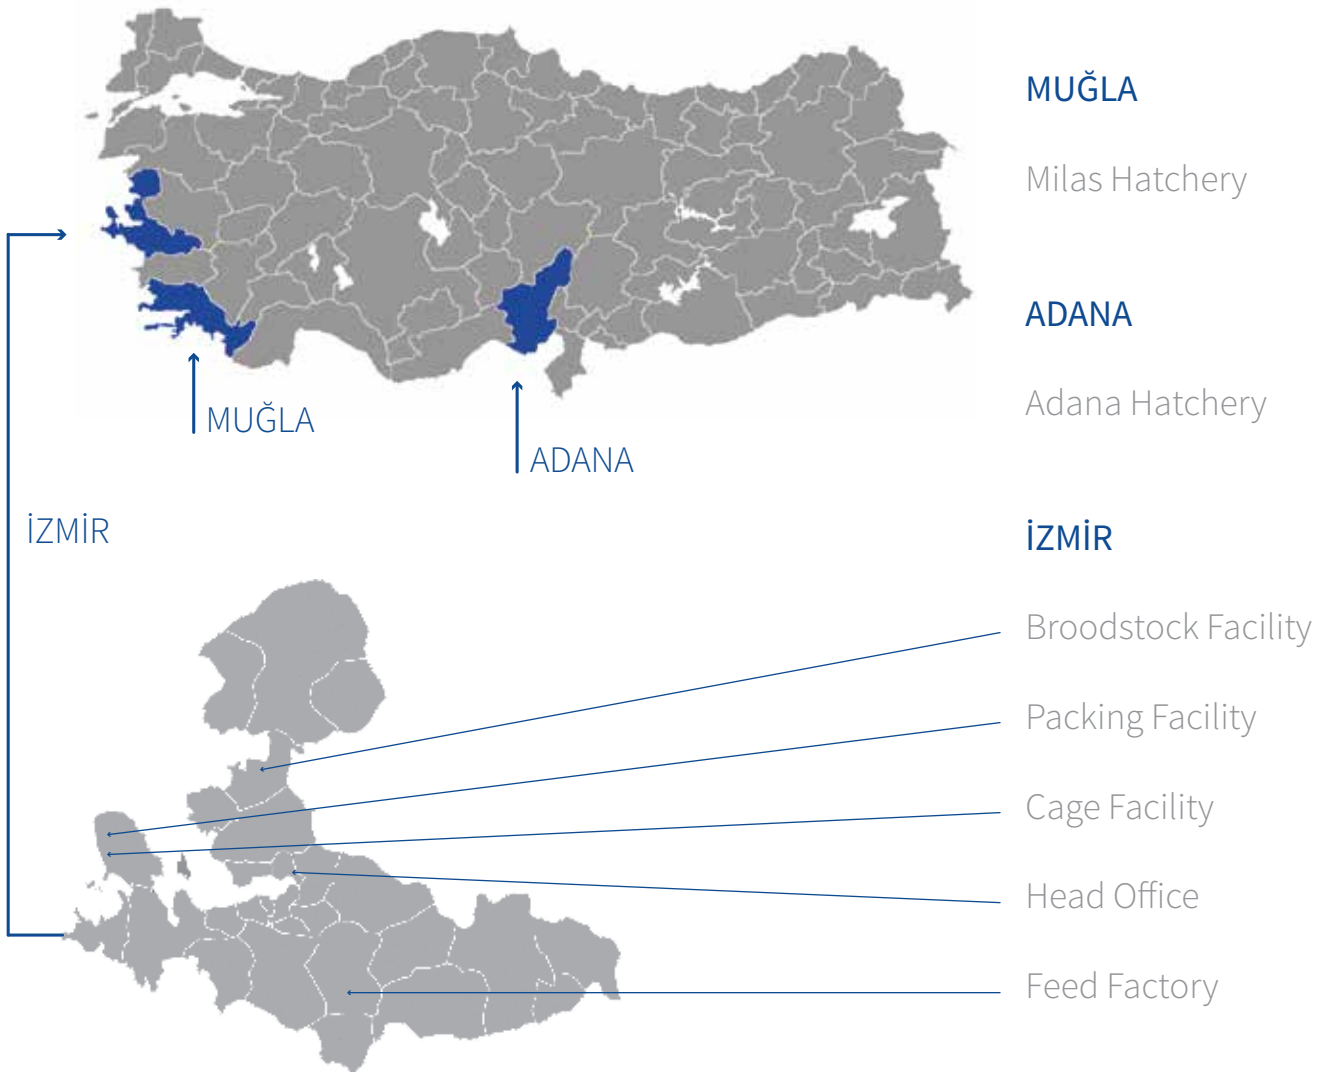 MUĞLA
ADANA
İZMİR
MUĞLA
Milas Hatchery
ADANA
Adana Hatchery
İZMİR
Broodstock Facility
Packing Facility
Cage Facility
Head Office
Feed Factory